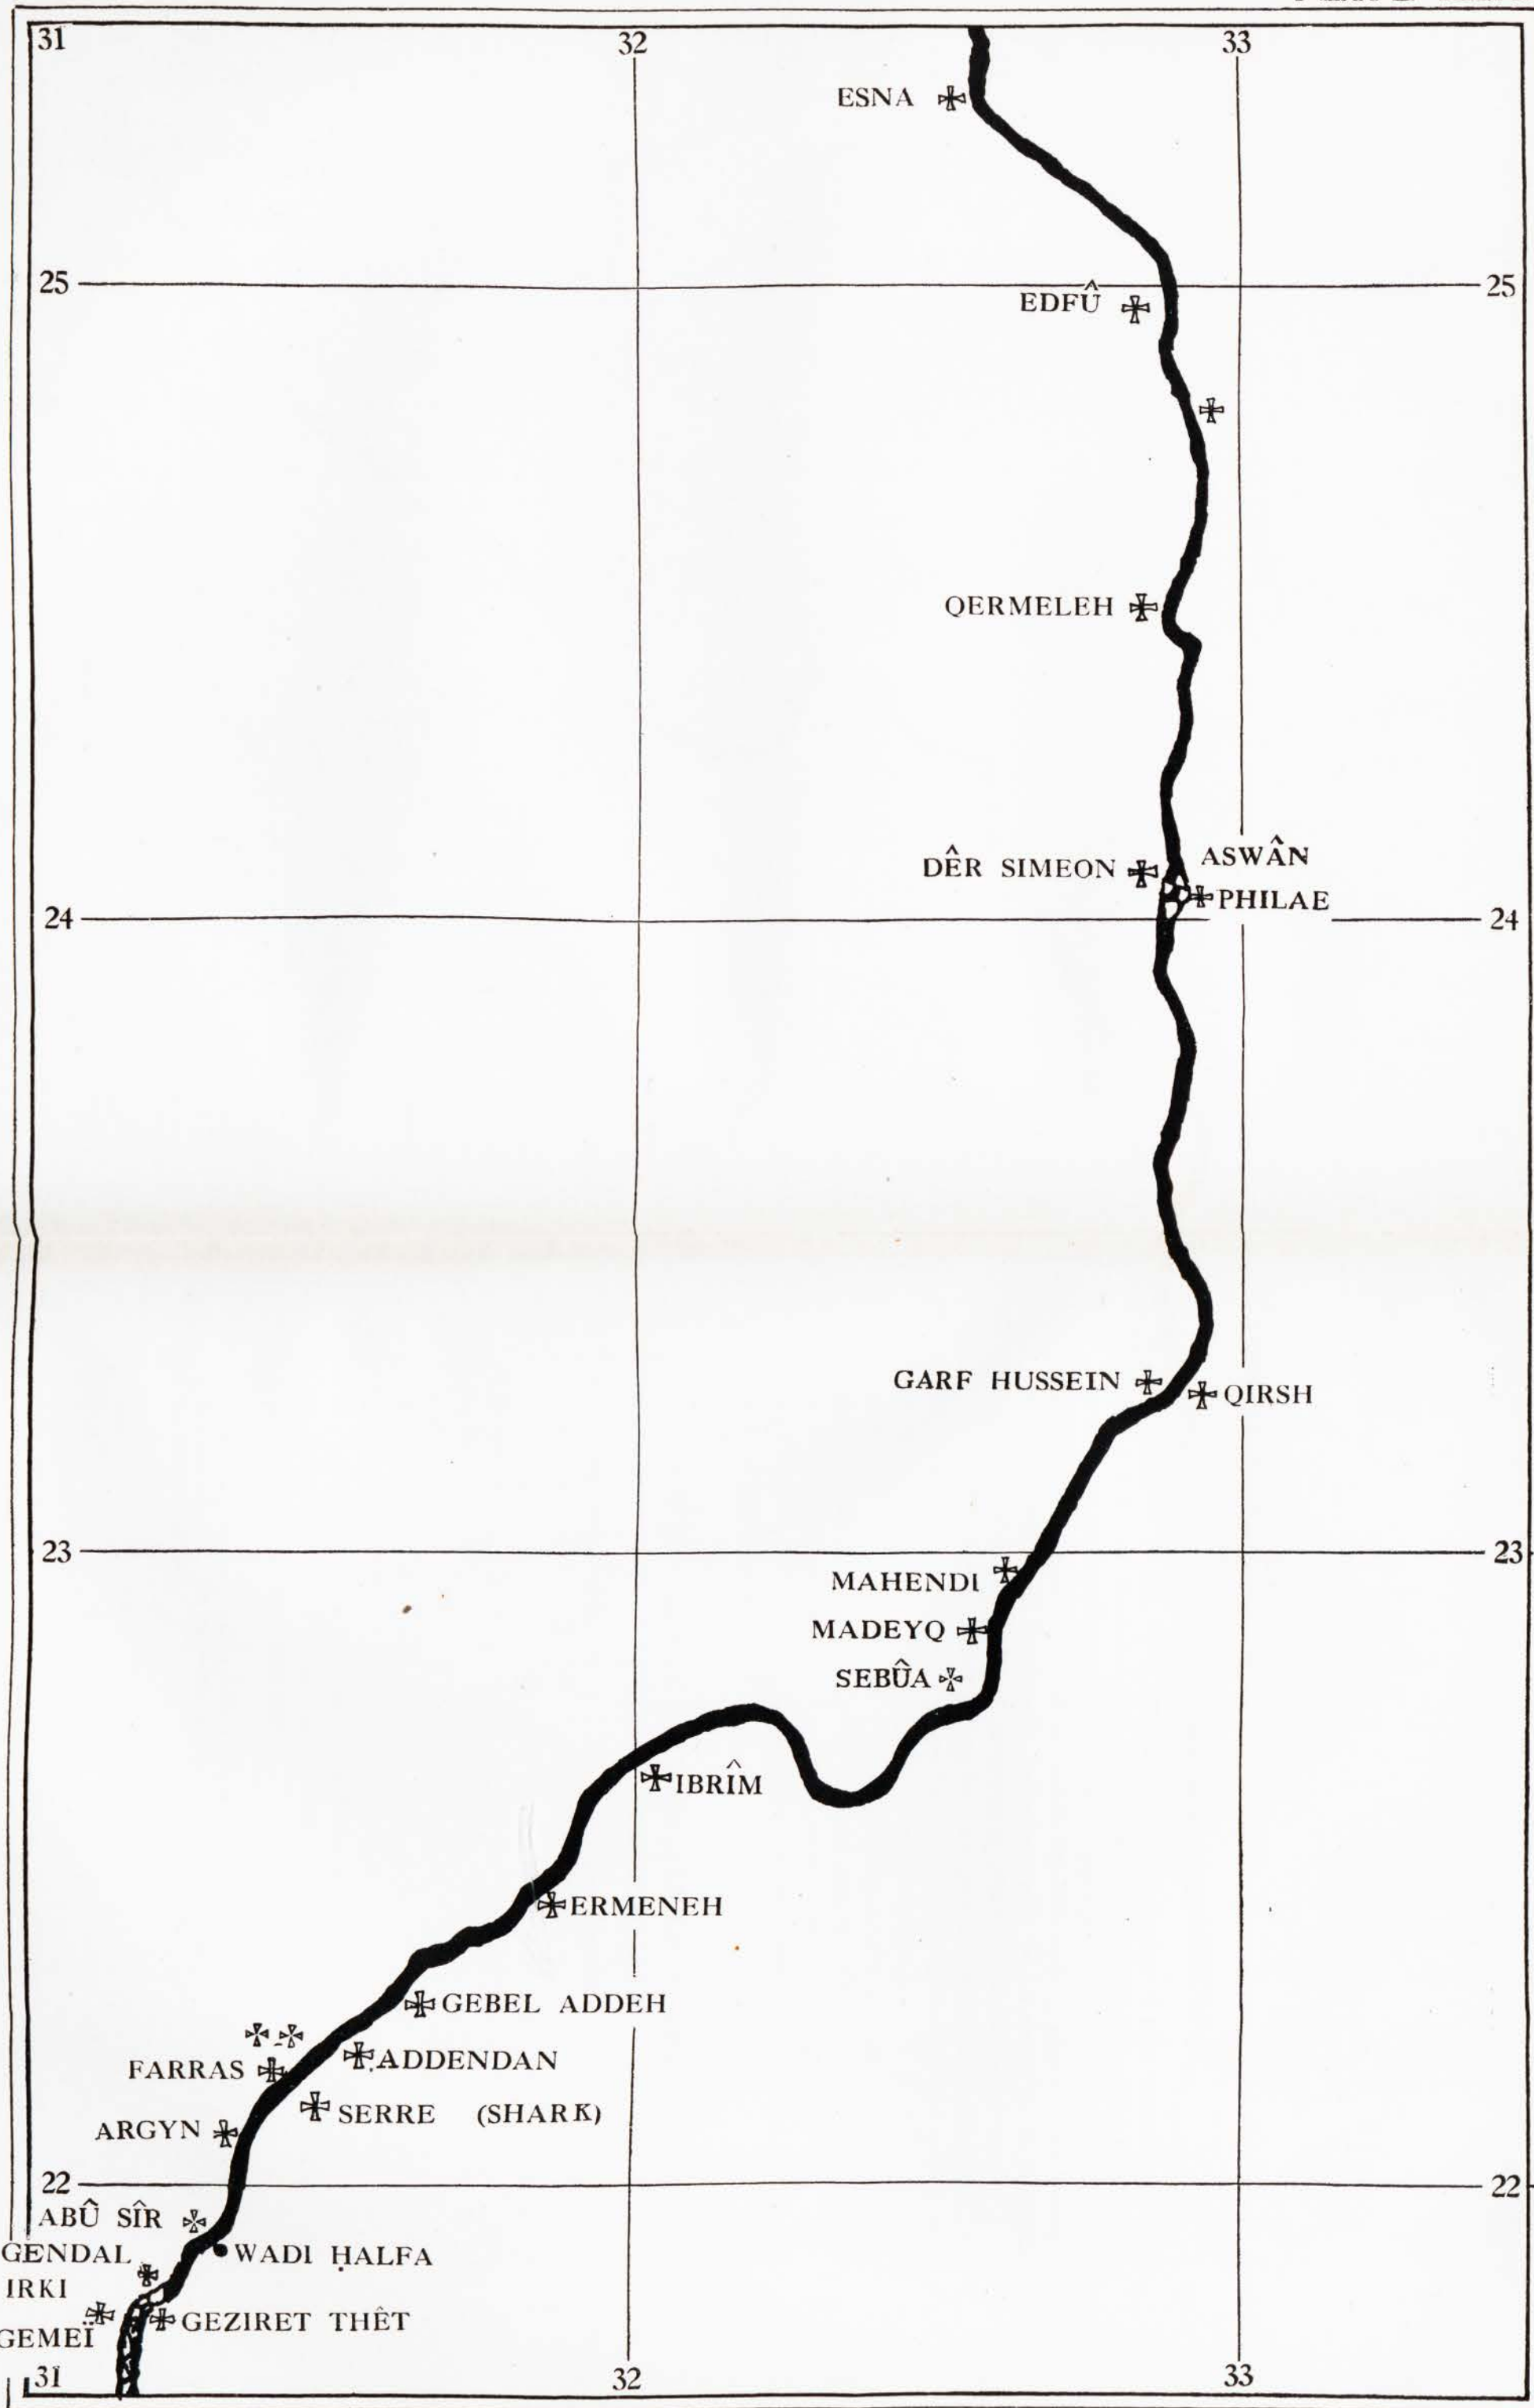 31 32 33
ESNA
25 25
EDFÛ
QERMELEH
ASWÂN
DÊR SIMEON
PHILAE
24 24
GARF HUSSEIN
QIRSH
23 23
MAHENDI
MADEYQ
SEBÛA
IBRÎM
ERMENEH
GEBEL ADDEH
ADDENDAN
FARRAS
SERRE (SHARK)
ARGYN
22 22
ABÛ SÎR
GENDAL
WADI ḤALFA
IRKI
GEZIRET THÊT
GEMEÏ
31 32 33